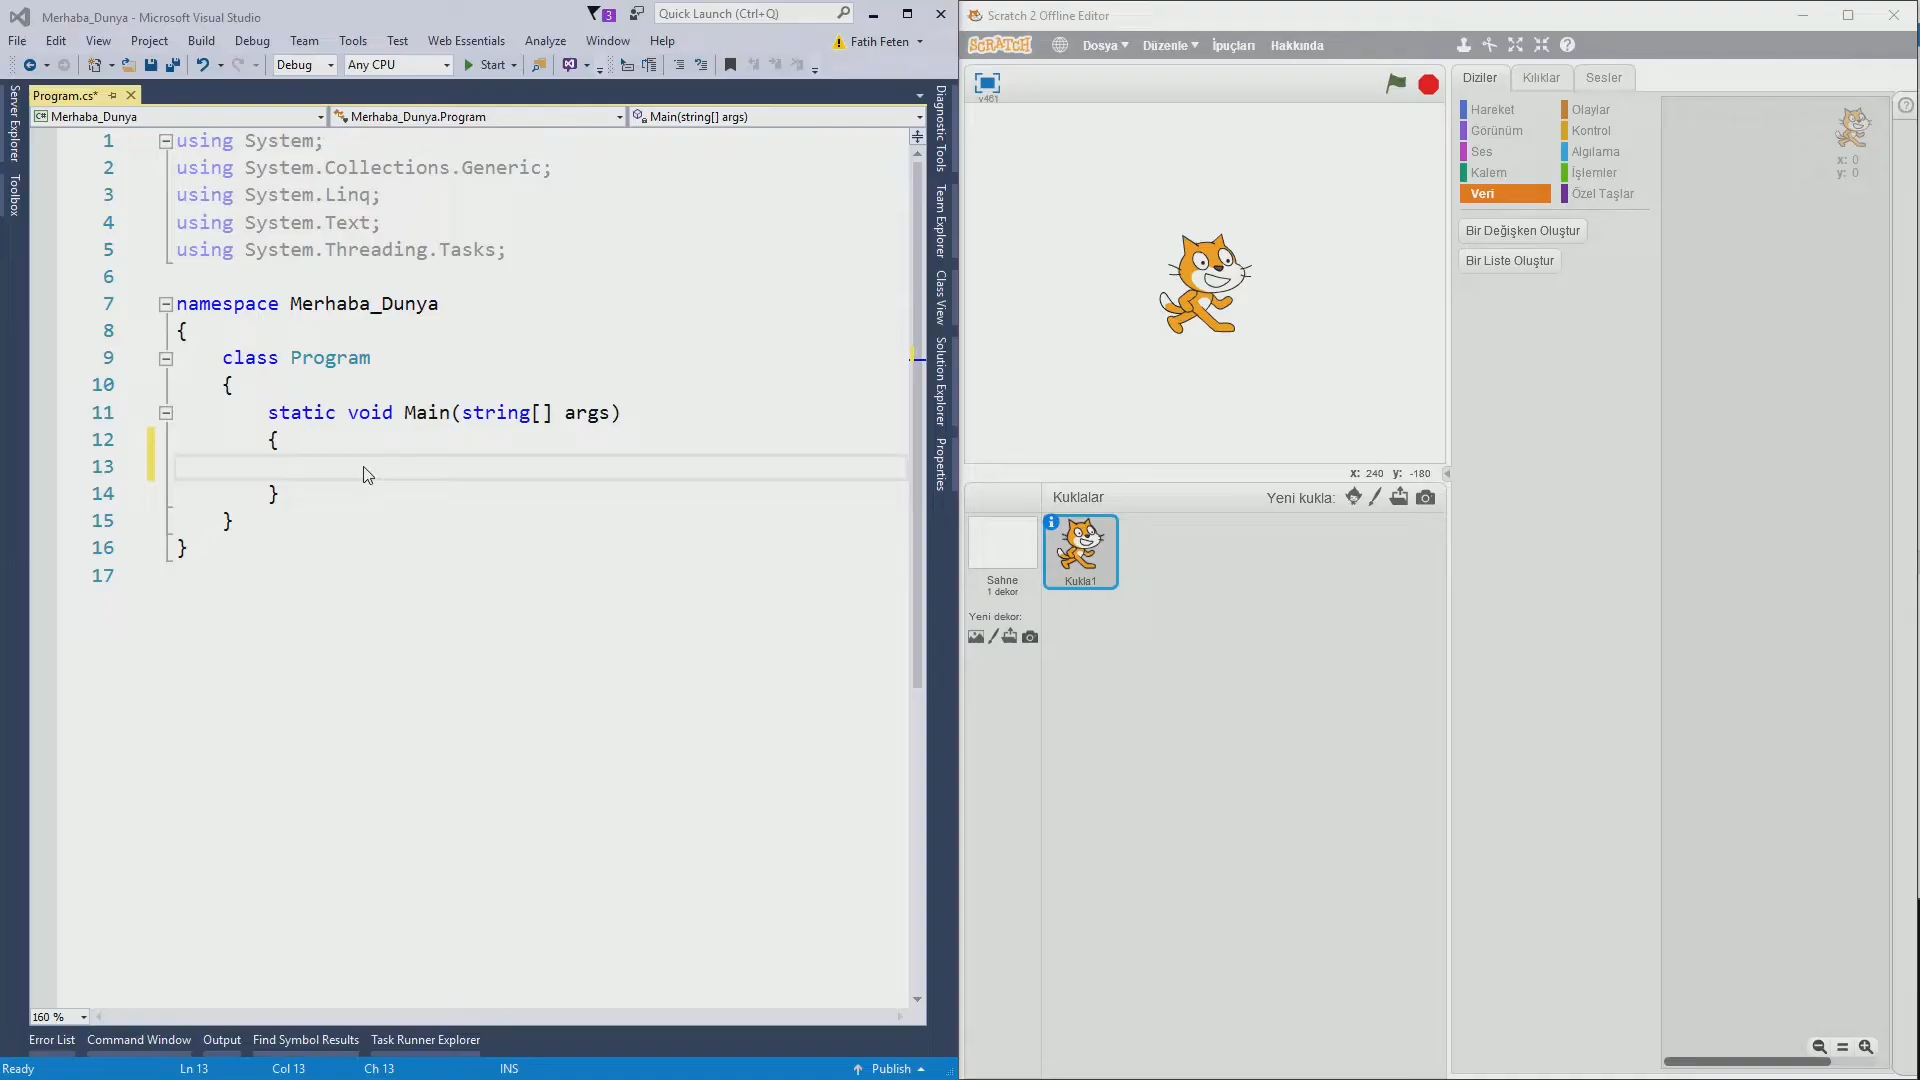 Merhaba_Dunya - Microsoft Visual Studio
3
Quick Launch (Ctrl+Q)
File Edit View Project Build Debug Team Tools Test Web Essentials Analyze Window Help
Fatih Feten
Debug Any CPU Start
Program.cs*
Merhaba_Dunya Merhaba_Dunya.Program Main(string[] args)
1 using System;
2 using System.Collections.Generic;
3 using System.Linq;
4 using System.Text;
5 using System.Threading.Tasks;
6
7 namespace Merhaba_Dunya
8 {
9 class Program
10 {
11 static void Main(string[] args)
12 {
13
14 }
15 }
16 }
17
Server Explorer
Toolbox
Diagnostic Tools
Team Explorer
Class View
Solution Explorer
Properties
160 %
Error List Command Window Output Find Symbol Results Task Runner Explorer
Ready Ln 13 Col 13 Ch 13 INS Publish
Scratch 2 Offline Editor
SCRATCH Dosya Düzenle İpuçları Hakkında
v461
x: 240 y: -180
Kuklalar Yeni kukla:
Sahne
1 dekor
Yeni dekor:
Kukla1
Diziler Kılıklar Sesler
Hareket Olaylar
Görünüm Kontrol
Ses Algılama
Kalem İşlemler
Veri Özel Taşlar
Bir Değişken Oluştur
Bir Liste Oluştur
x: 0
y: 0